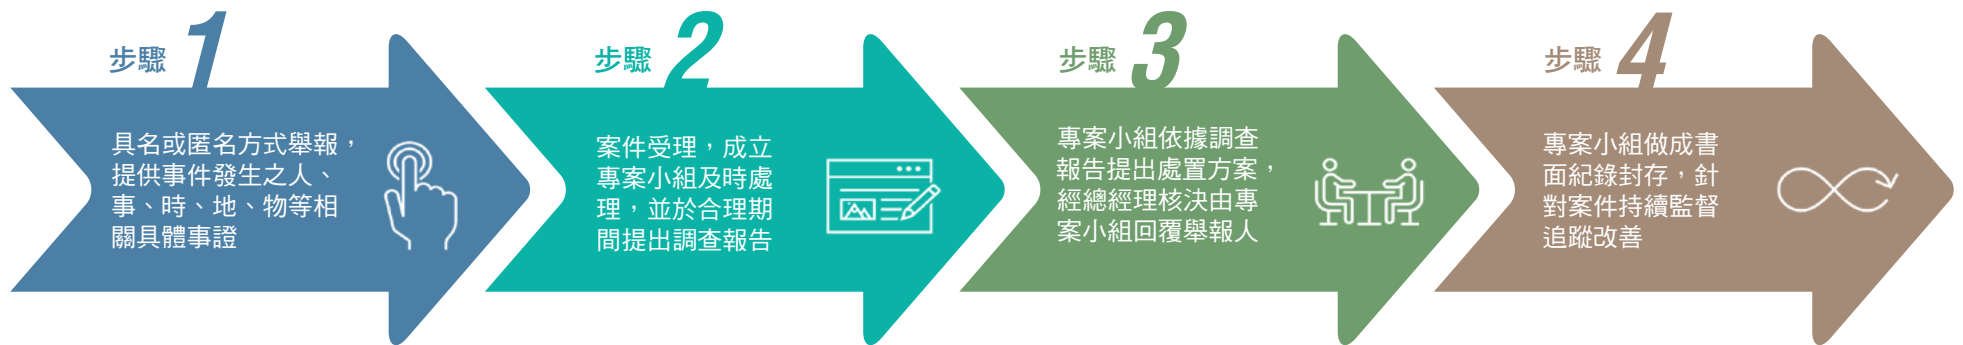 步驟 1
具名或匿名方式舉報，
提供事件發生之人、
事、時、地、物等相
關具體事證
步驟 2
案件受理，成立
專案小組及時處
理，並於合理期
間提出調查報告
步驟 3
專案小組依據調查
報告提出處置方案，
經總經理核決由專
案小組回覆舉報人
步驟 4
專案小組做成書
面紀錄封存，針
對案件持續監督
追蹤改善